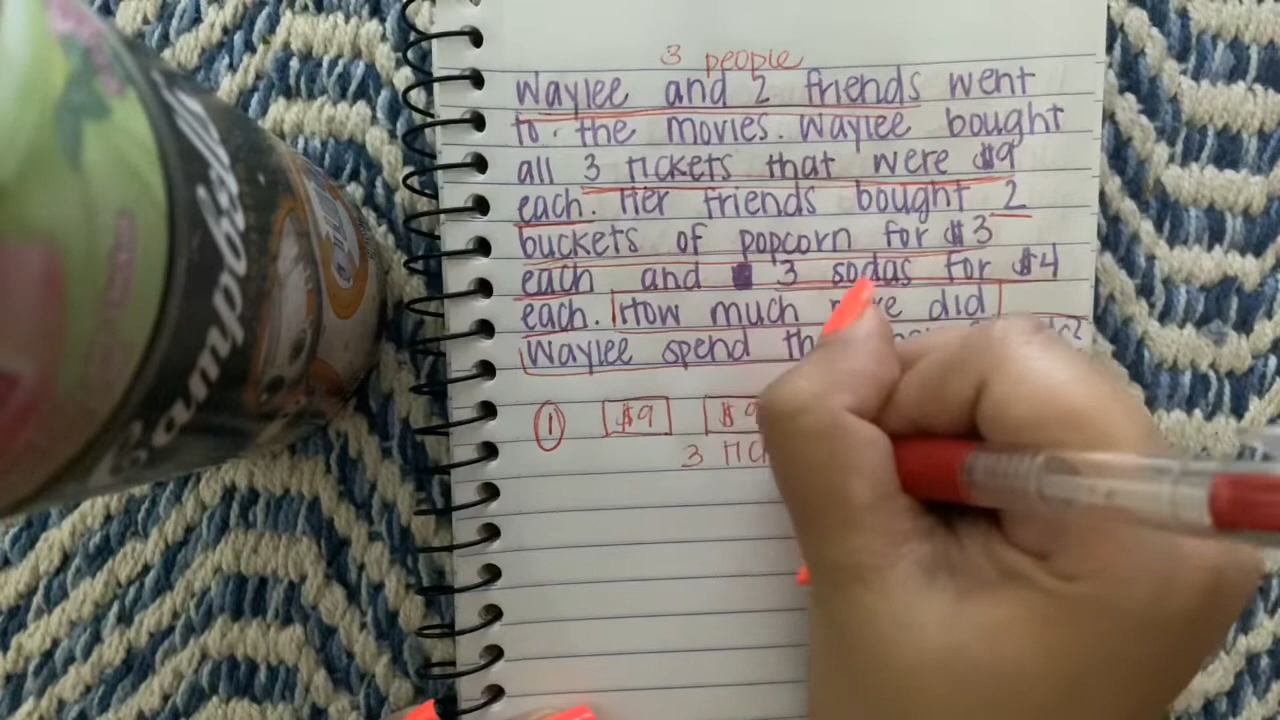 3 people
Waylee and 2 friends went
to the movies. Waylee bought
all 3 tickets that were $9
each. Her friends bought 2
buckets of popcorn for $3
each and 3 sodas for $4
each. How much did
Waylee spend
1 $9 $9
3
Campagne